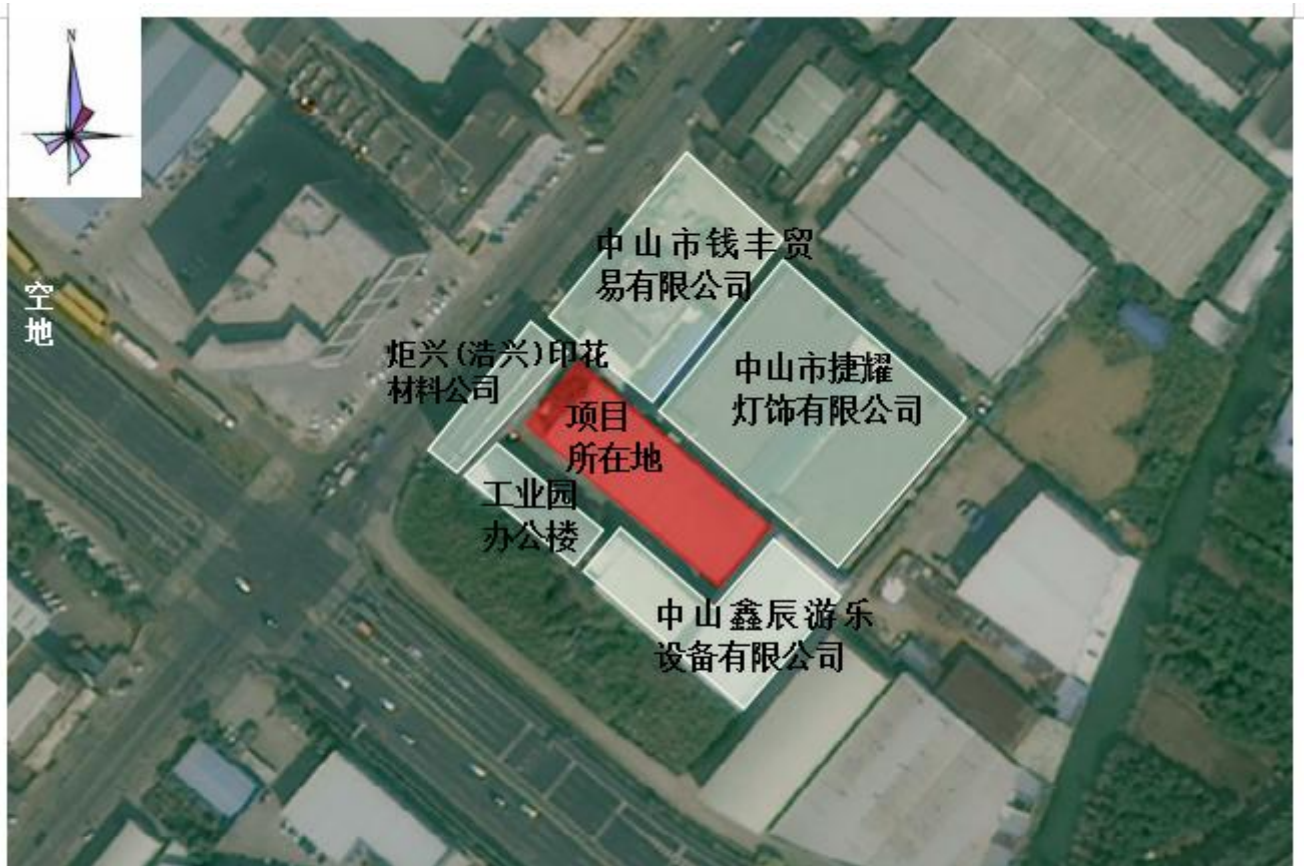 N
中山市钱丰贸
易有限公司
空
地
炬兴(浩兴)印花
材料公司
中山市捷耀
灯饰有限公司
项目
所在地
工业园
办公楼
中山鑫辰游乐
设备有限公司